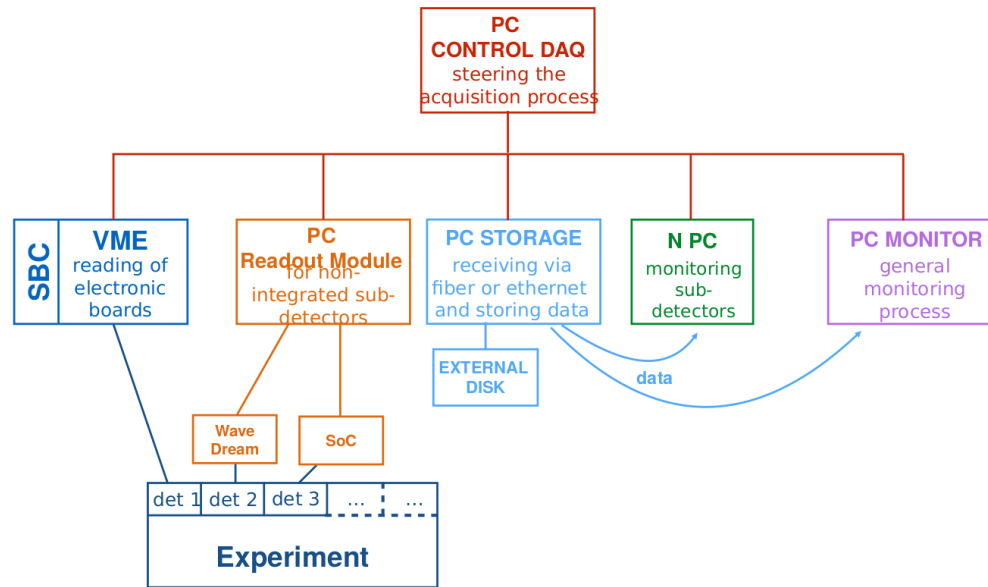 PC
CONTROL DAQ
steering the
acquisition process
SBC
VME
reading of
electronic
boards
PC
Readout Module
for non-
integrated sub-
detectors
PC STORAGE
receiving via
fiber or ethernet
and storing data
N PC
monitoring
sub-
detectors
PC MONITOR
general
monitoring
process
EXTERNAL
DISK
data
Wave
Dream
SoC
det 1
det 2
det 3
...
...
Experiment